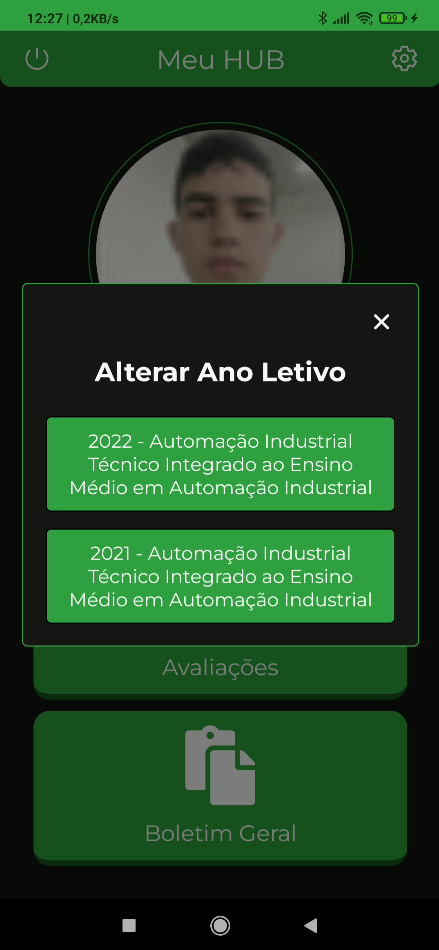 12:27 | 0,2KB/s
99
Meu HUB
Alterar Ano Letivo
2022 - Automação Industrial
Técnico Integrado ao Ensino
Médio em Automação Industrial
2021 - Automação Industrial
Técnico Integrado ao Ensino
Médio em Automação Industrial
Avaliações
Boletim Geral